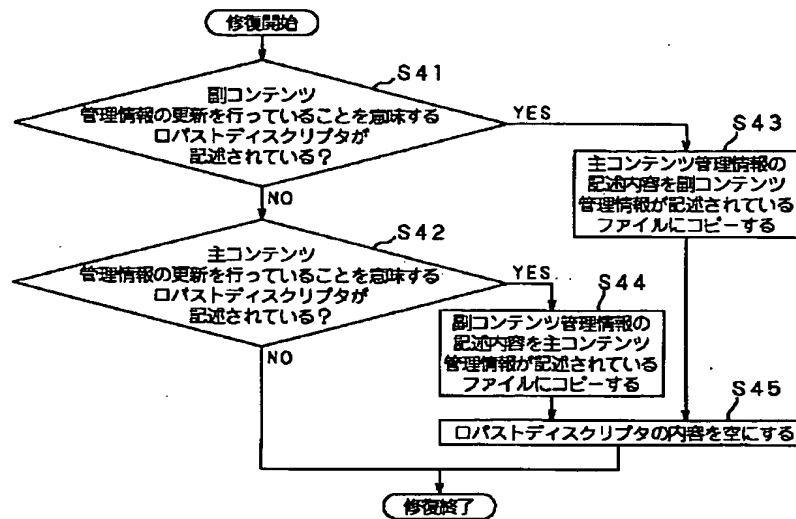 修復開始
S41
副コンテンツ
管理情報の更新を行っていることを意味する
ロバストディスクリプタが
記述されている？
YES
S43
主コンテンツ管理情報の
記述内容を副コンテンツ
管理情報が記述されている
ファイルにコピーする
NO
S42
主コンテンツ
管理情報の更新を行っていることを意味する
ロバストディスクリプタが
記述されている？
YES
S44
副コンテンツ管理情報の
記述内容を主コンテンツ
管理情報が記述されている
ファイルにコピーする
NO
S45
ロバストディスクリプタの内容を空にする
修復終了